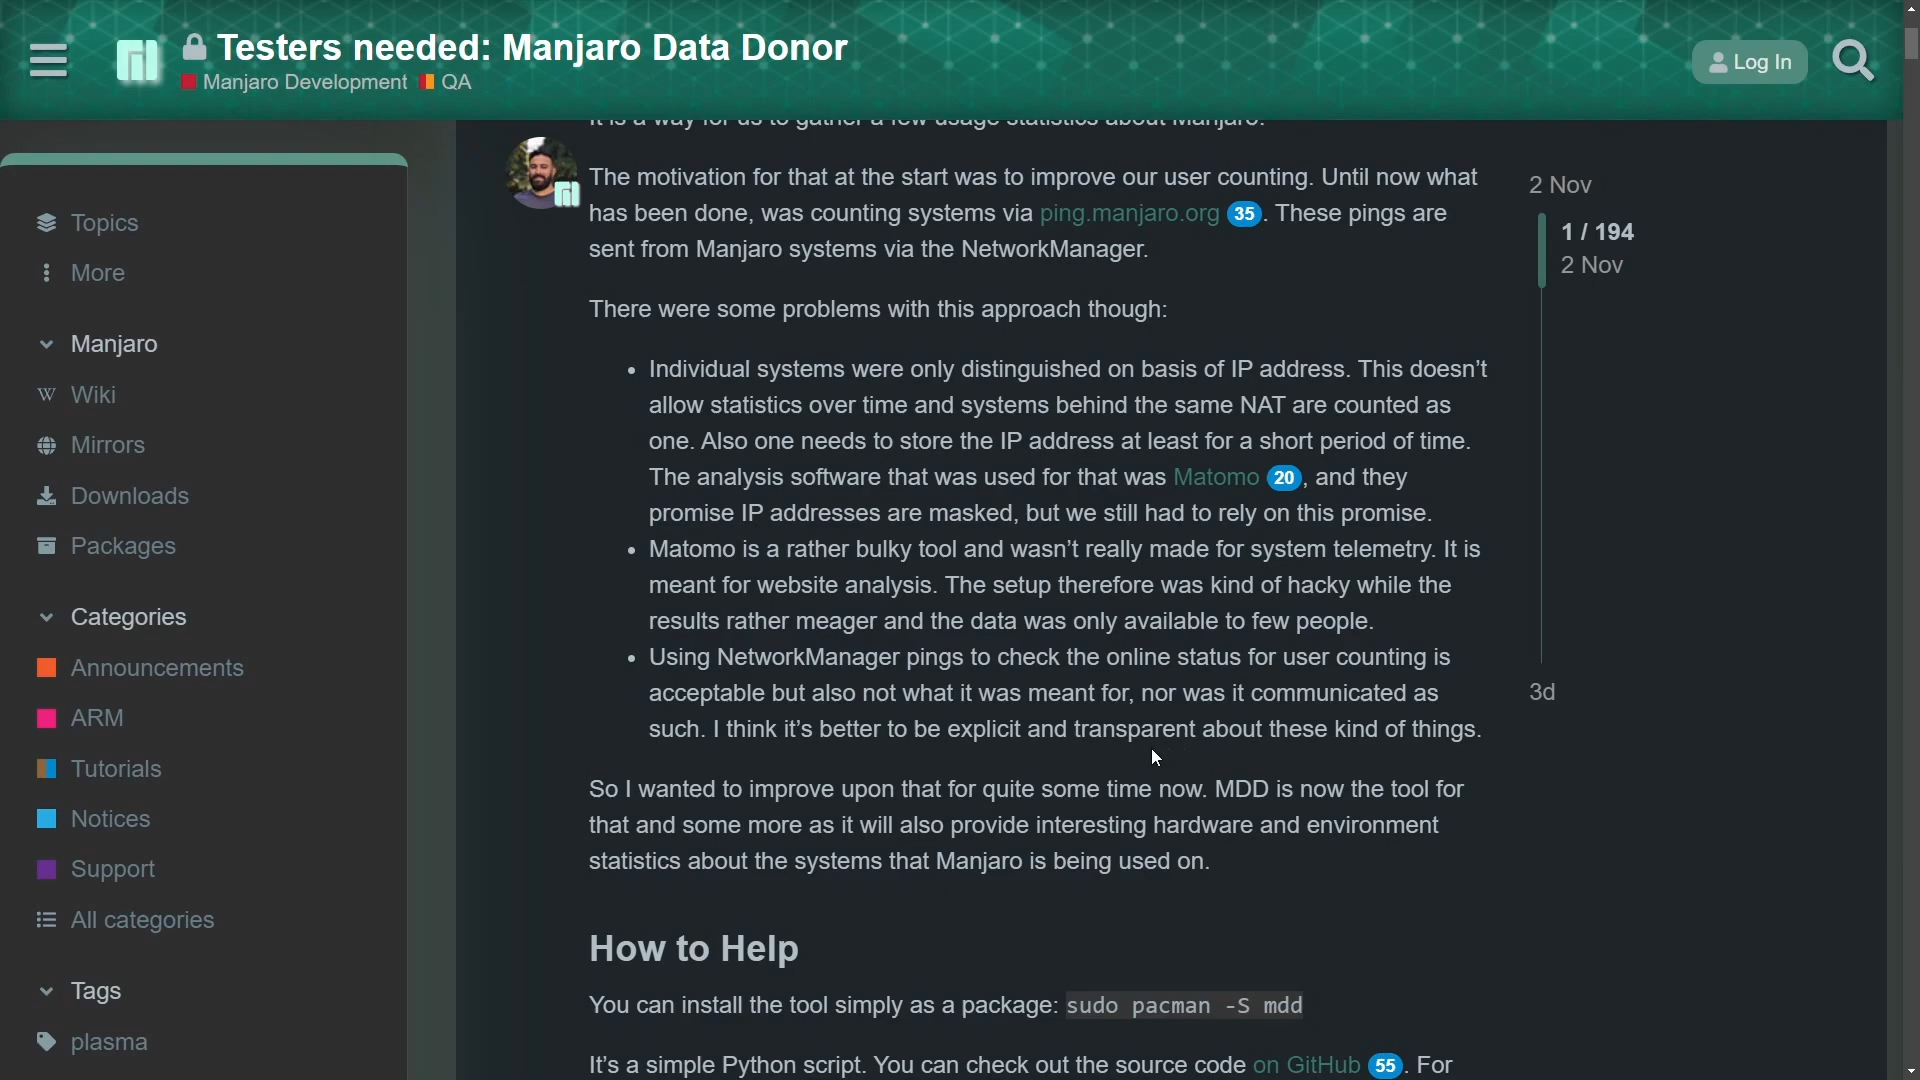 Testers needed: Manjaro Data Donor
Manjaro Development QA
Log In
Topics
More
Manjaro
Wiki
Mirrors
Downloads
Packages
Categories
Announcements
ARM
Tutorials
Notices
Support
All categories
Tags
plasma
It is a way for us to gather a few usage statistics about Manjaro.
The motivation for that at the start was to improve our user counting. Until now what
has been done, was counting systems via ping.manjaro.org 35. These pings are
sent from Manjaro systems via the NetworkManager.
There were some problems with this approach though:
• Individual systems were only distinguished on basis of IP address. This doesn’t
allow statistics over time and systems behind the same NAT are counted as
one. Also one needs to store the IP address at least for a short period of time.
The analysis software that was used for that was Matomo 20, and they
promise IP addresses are masked, but we still had to rely on this promise.
• Matomo is a rather bulky tool and wasn’t really made for system telemetry. It is
meant for website analysis. The setup therefore was kind of hacky while the
results rather meager and the data was only available to few people.
• Using NetworkManager pings to check the online status for user counting is
acceptable but also not what it was meant for, nor was it communicated as
such. I think it’s better to be explicit and transparent about these kind of things.
So I wanted to improve upon that for quite some time now. MDD is now the tool for
that and some more as it will also provide interesting hardware and environment
statistics about the systems that Manjaro is being used on.
How to Help
You can install the tool simply as a package: sudo pacman -S mdd
It’s a simple Python script. You can check out the source code on GitHub 55. For
2 Nov
1 / 194
2 Nov
3d